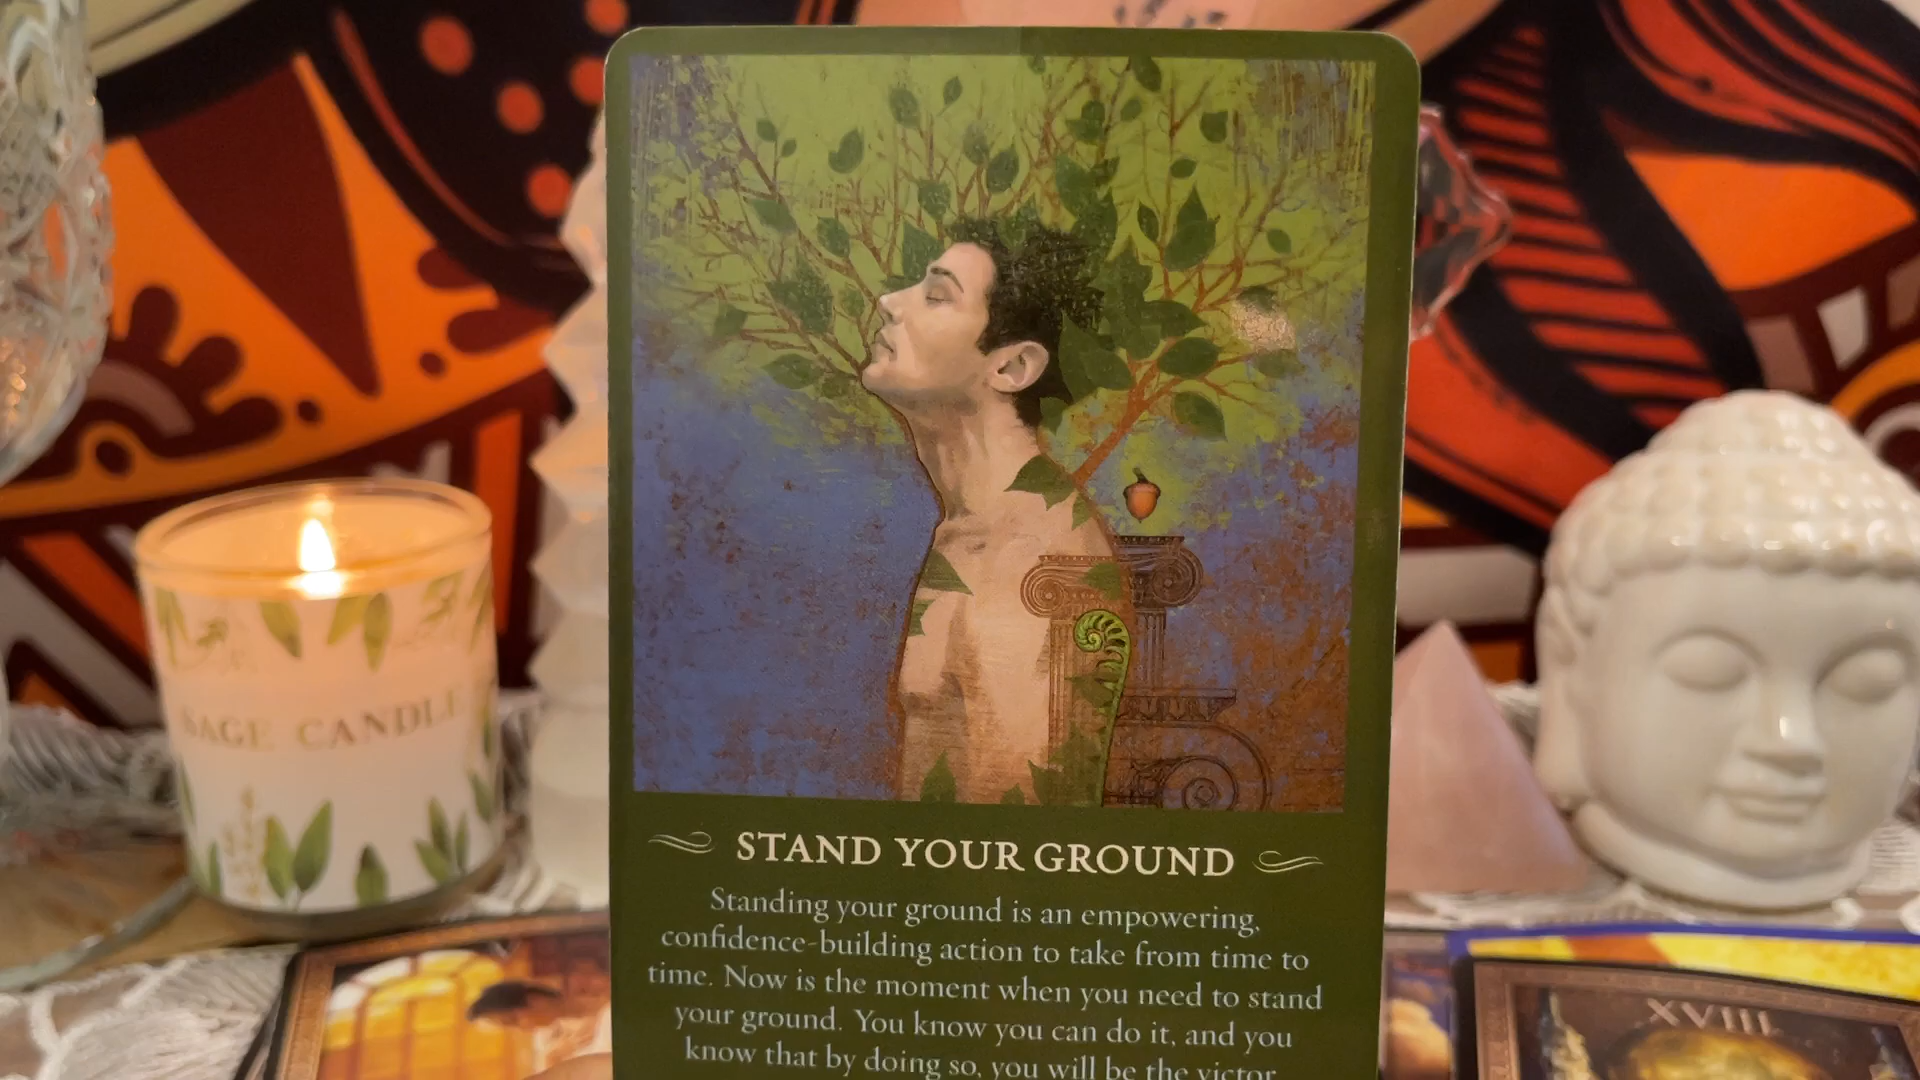 SAGE CANDLE
STAND YOUR GROUND
Standing your ground is an empowering,
confidence-building action to take from time to
time. Now is the moment when you need to stand
your ground. You know you can do it, and you
know that by doing so, you will be the victor
XVIII